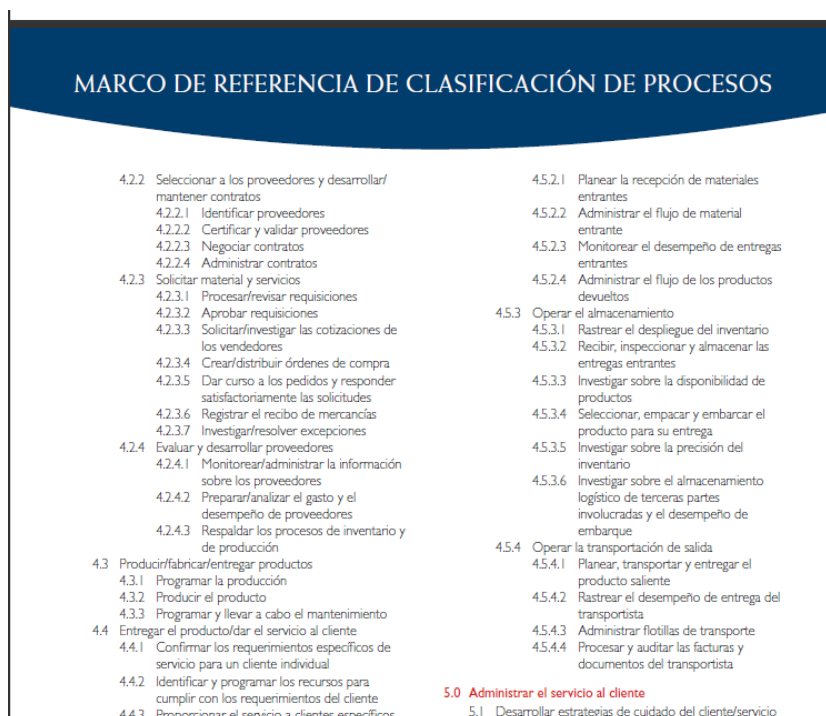 MARCO DE REFERENCIA DE CLASIFICACIÓN DE PROCESOS
4.2.2 Seleccionar a los proveedores y desarrollar/
mantener contratos
4.2.2.1 Identificar proveedores
4.2.2.2 Certificar y validar proveedores
4.2.2.3 Negociar contratos
4.2.2.4 Administrar contratos
4.2.3 Solicitar material y servicios
4.2.3.1 Procesar/revisar requisiciones
4.2.3.2 Aprobar requisiciones
4.2.3.3 Solicitar/investigar las cotizaciones de
los vendedores
4.2.3.4 Crear/distribuir órdenes de compra
4.2.3.5 Dar curso a los pedidos y responder
satisfactoriamente las solicitudes
4.2.3.6 Registrar el recibo de mercancías
4.2.3.7 Investigar/resolver excepciones
4.2.4 Evaluar y desarrollar proveedores
4.2.4.1 Monitorear/administrar la información
sobre los proveedores
4.2.4.2 Preparar/analizar el gasto y el
desempeño de proveedores
4.2.4.3 Respaldar los procesos de inventario y
de producción
4.3 Producir/fabricar/entregar productos
4.3.1 Programar la producción
4.3.2 Producir el producto
4.3.3 Programar y llevar a cabo el mantenimiento
4.4 Entregar el producto/dar el servicio al cliente
4.4.1 Confirmar los requerimientos específicos de
servicio para un cliente individual
4.4.2 Identificar y programar los recursos para
cumplir con los requerimientos del cliente
4.4.3 Proporcionar el servicio a clientes específicos
4.5.2.1 Planear la recepción de materiales
entrantes
4.5.2.2 Administrar el flujo de material
entrante
4.5.2.3 Monitorear el desempeño de entregas
entrantes
4.5.2.4 Administrar el flujo de los productos
devueltos
4.5.3 Operar el almacenamiento
4.5.3.1 Rastrear el despliegue del inventario
4.5.3.2 Recibir, inspeccionar y almacenar las
entregas entrantes
4.5.3.3 Investigar sobre la disponibilidad de
productos
4.5.3.4 Seleccionar, empacar y embarcar el
producto para su entrega
4.5.3.5 Investigar sobre la precisión del
inventario
4.5.3.6 Investigar sobre el almacenamiento
logístico de terceras partes
involucradas y el desempeño de
embarque
4.5.4 Operar la transportación de salida
4.5.4.1 Planear, transportar y entregar el
producto saliente
4.5.4.2 Rastrear el desempeño de entrega del
transportista
4.5.4.3 Administrar flotillas de transporte
4.5.4.4 Procesar y auditar las facturas y
documentos del transportista
5.0 Administrar el servicio al cliente
5.1 Desarrollar estrategias de cuidado del cliente/servicio